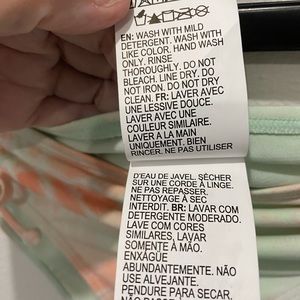 EN: WASH WITH MILD
DETERGENT. WASH WITH
LIKE COLOR. HAND WASH
ONLY. RINSE
THOROUGHLY. DO NOT
BLEACH. LINE DRY. DO
NOT IRON. DO NOT DRY
CLEAN. FR: LAVER AVEC
UNE LESSIVE DOUCE.
LAVER AVEC UNE
COULEUR SIMILAIRE.
LAVER A LA MAIN
UNIQUEMENT. BIEN
RINCER. NE PAS UTILISER
D'EAU DE JAVEL. SÉCHER
SUR UNE CORDE À LINGE.
NE PAS REPASSER.
NETTOYAGE À SEC
INTERDIT. BR: LAVAR COM
DETERGENTE MODERADO.
LAVE COM CORES
SIMILARES, LAVAR
SOMENTE À MÃO.
ENXAGÜE
ABUNDANTEMENTE. NÃO
USE ALVEJANTE.
PENDURE PARA SECAR.